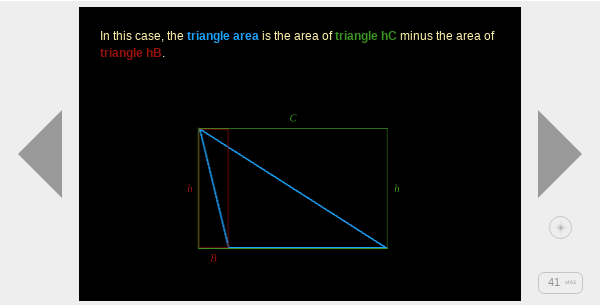 In this case, the triangle area is the area of triangle hC minus the area of
triangle hB.
C
h
h
B
41